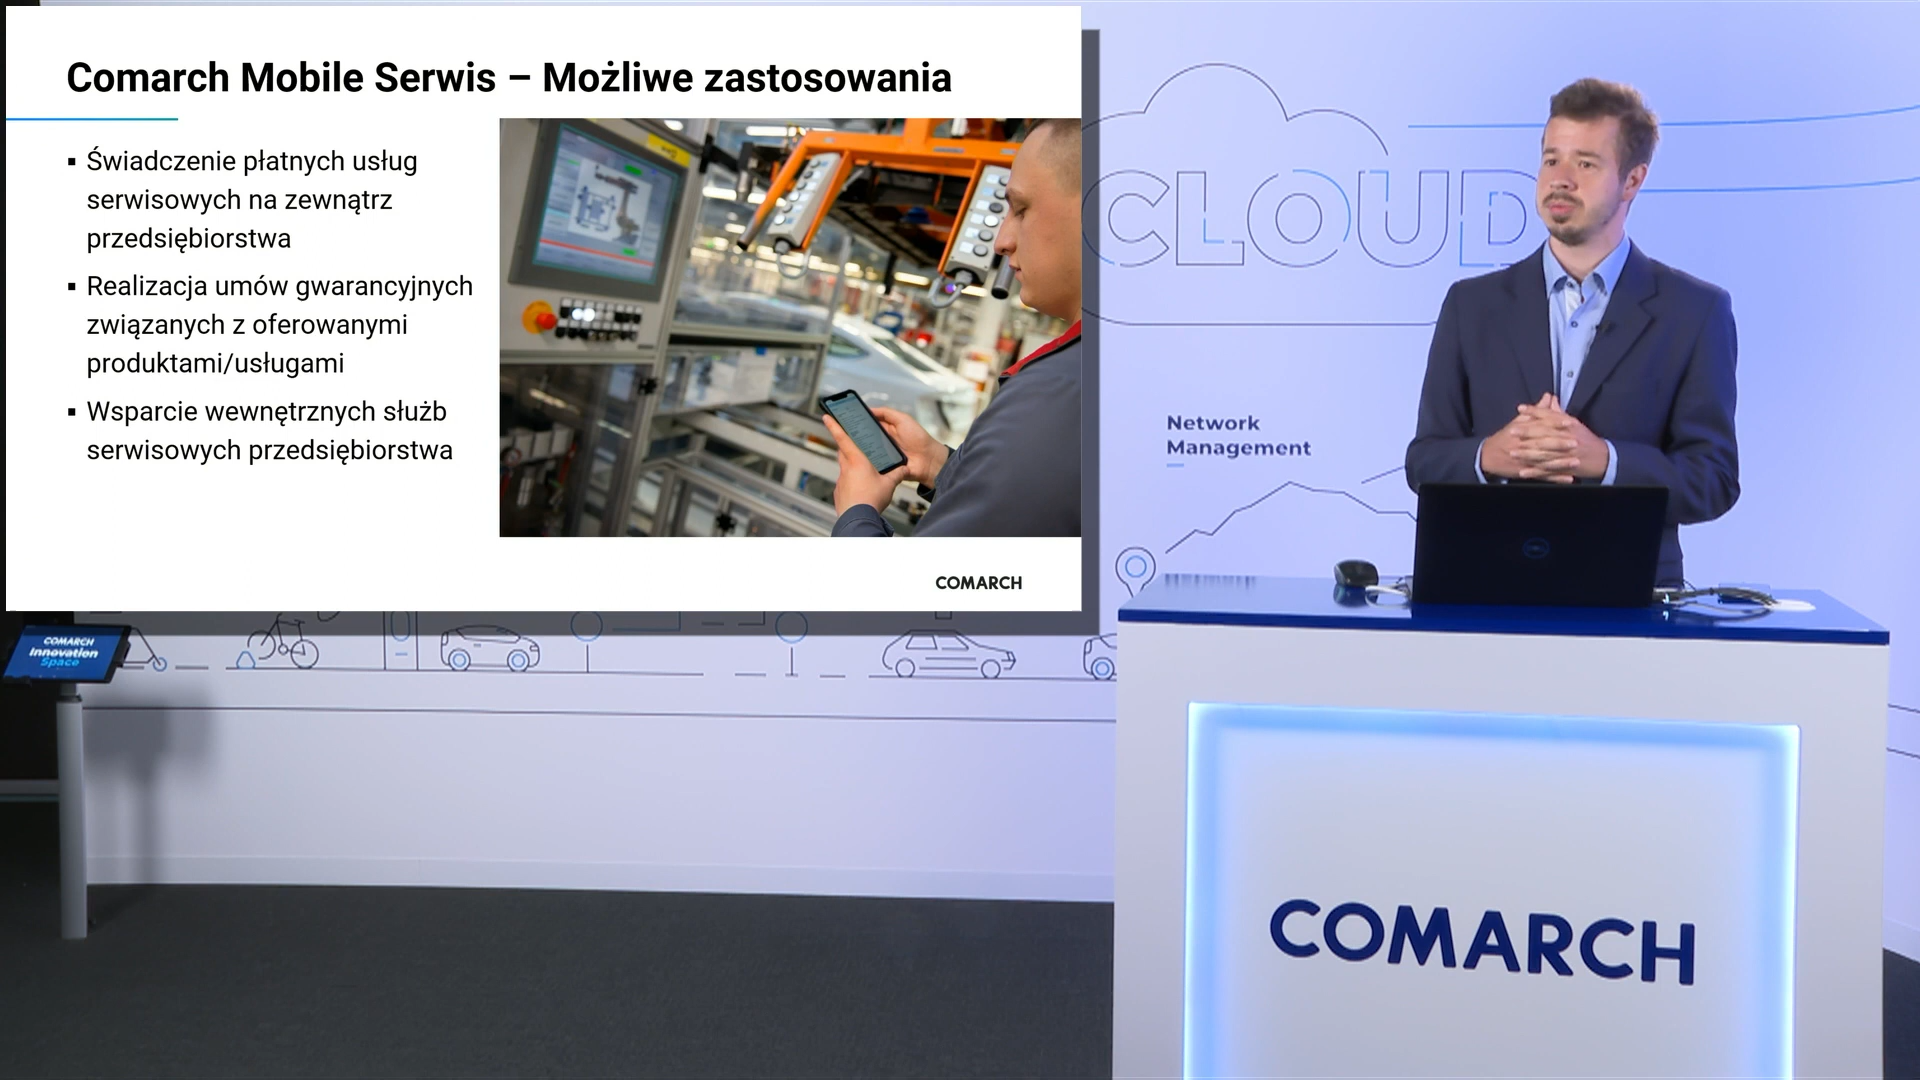 Comarch Mobile Serwis – Możliwe zastosowania
▪ Świadczenie płatnych usług
serwisowych na zewnątrz
przedsiębiorstwa
▪ Realizacja umów gwarancyjnych
związanych z oferowanymi
produktami/usługami
▪ Wsparcie wewnętrznych służb
serwisowych przedsiębiorstwa
COMARCH
CLOUD
Network
Management
COMARCH
Innovation
Space
COMARCH